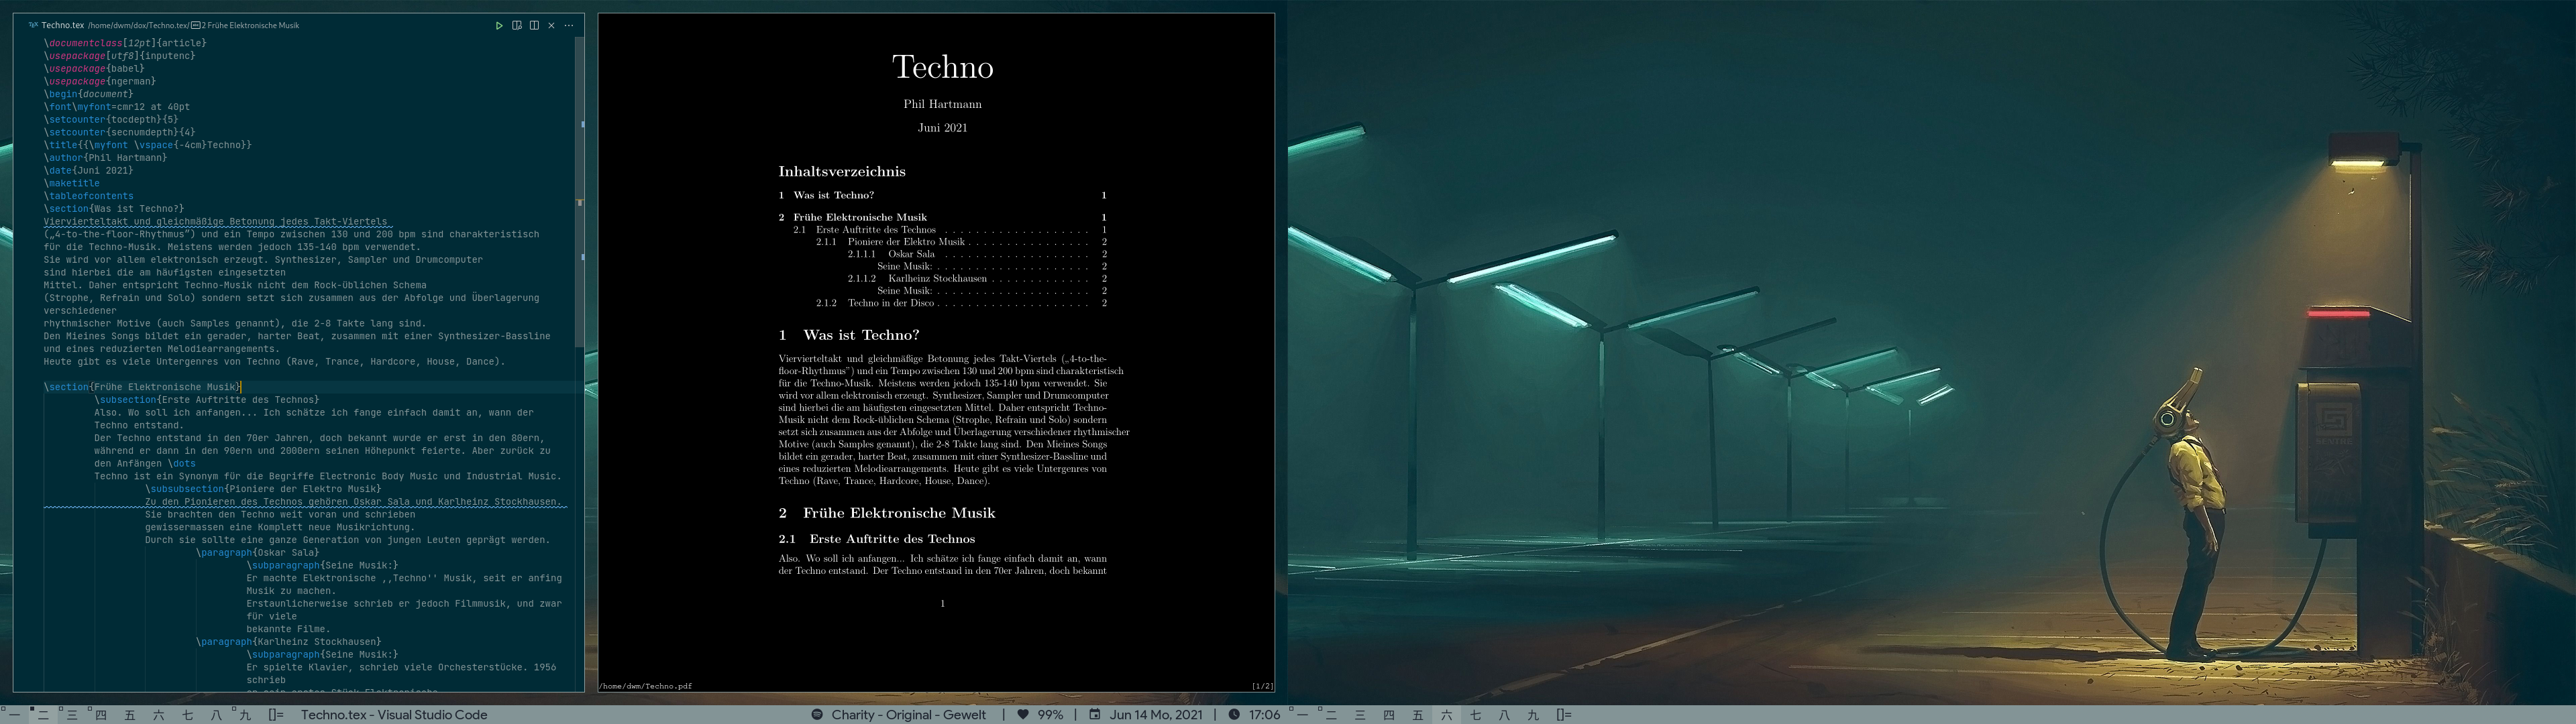 Techno.tex /home/dwm/dox/Techno.tex/ 2 Frühe Elektronische Musik
\documentclass[12pt]{article}
\usepackage[utf8]{inputenc}
\usepackage{babel}
\usepackage{ngerman}
\begin{document}
\font\myfont=cmr12 at 40pt
\setcounter{tocdepth}{5}
\setcounter{secnumdepth}{4}
\title{{\myfont \vspace{-4cm}Techno}}
\author{Phil Hartmann}
\date{Juni 2021}
\maketitle
\tableofcontents
\section{Was ist Techno?}
Viervierteltakt und gleichmäßige Betonung jedes Takt-Viertels
(„4-to-the-floor-Rhythmus“) und ein Tempo zwischen 130 und 200 bpm sind charakteristisch
für die Techno-Musik. Meistens werden jedoch 135-140 bpm verwendet.
Sie wird vor allem elektronisch erzeugt. Synthesizer, Sampler und Drumcomputer
sind hierbei die am häufigsten eingesetzten
Mittel. Daher entspricht Techno-Musik nicht dem Rock-üblichen Schema
(Strophe, Refrain und Solo) sondern setzt sich zusammen aus der Abfolge und Überlagerung
verschiedener
rhythmischer Motive (auch Samples genannt), die 2-8 Takte lang sind.
Den Mieines Songs bildet ein gerader, harter Beat, zusammen mit einer Synthesizer-Bassline
und eines reduzierten Melodiearrangements.
Heute gibt es viele Untergenres von Techno (Rave, Trance, Hardcore, House, Dance).
\section{Frühe Elektronische Musik}
\subsection{Erste Auftritte des Technos}
Also. Wo soll ich anfangen... Ich schätze ich fange einfach damit an, wann der
Techno entstand.
Der Techno entstand in den 70er Jahren, doch bekannt wurde er erst in den 80ern,
während er dann in den 90ern und 2000ern seinen Höhepunkt feierte. Aber zurück zu
den Anfängen \dots
Techno ist ein Synonym für die Begriffe Electronic Body Music und Industrial Music.
\subsubsection{Pioniere der Elektro Musik}
Zu den Pionieren des Technos gehören Oskar Sala und Karlheinz Stockhausen.
Sie brachten den Techno weit voran und schrieben
gewissermassen eine Komplett neue Musikrichtung.
Durch sie sollte eine ganze Generation von jungen Leuten geprägt werden.
\paragraph{Oskar Sala}
\subparagraph{Seine Musik:}
Er machte Elektronische ,,Techno'' Musik, seit er anfing
Musik zu machen.
Erstaunlicherweise schrieb er jedoch Filmmusik, und zwar
für viele
bekannte Filme.
\paragraph{Karlheinz Stockhausen}
\subparagraph{Seine Musik:}
Er spielte Klavier, schrieb viele Orchesterstücke. 1956
schrieb
Techno
Phil Hartmann
Juni 2021
Inhaltsverzeichnis
1 Was ist Techno? 1
2 Frühe Elektronische Musik 1
2.1 Erste Auftritte des Technos . . . . . . . . . . . . . . . . . . . 1
2.1.1 Pioniere der Elektro Musik . . . . . . . . . . . . . . . . 2
2.1.1.1 Oskar Sala . . . . . . . . . . . . . . . . . . . 2
Seine Musik: . . . . . . . . . . . . . . . . . . . . 2
2.1.1.2 Karlheinz Stockhausen . . . . . . . . . . . . 2
Seine Musik: . . . . . . . . . . . . . . . . . . . . 2
2.1.2 Techno in der Disco . . . . . . . . . . . . . . . . . . . . 2
1 Was ist Techno?
Viervierteltakt und gleichmäßige Betonung jedes Takt-Viertels („4-to-the-
floor-Rhythmus“) und ein Tempo zwischen 130 und 200 bpm sind charakteristisch
für die Techno-Musik. Meistens werden jedoch 135-140 bpm verwendet. Sie
wird vor allem elektronisch erzeugt. Synthesizer, Sampler und Drumcomputer
sind hierbei die am häufigsten eingesetzten Mittel. Daher entspricht Techno-
Musik nicht dem Rock-üblichen Schema (Strophe, Refrain und Solo) sondern
setzt sich zusammen aus der Abfolge und Überlagerung verschiedener rhythmischer
Motive (auch Samples genannt), die 2-8 Takte lang sind. Den Mieines Songs
bildet ein gerader, harter Beat, zusammen mit einer Synthesizer-Bassline und
eines reduzierten Melodiearrangements. Heute gibt es viele Untergenres von
Techno (Rave, Trance, Hardcore, House, Dance).
2 Frühe Elektronische Musik
2.1 Erste Auftritte des Technos
Also. Wo soll ich anfangen... Ich schätze ich fange einfach damit an, wann
der Techno entstand. Der Techno entstand in den 70er Jahren, doch bekannt
1
/home/dwm/Techno.pdf [1/2]
一 二 三 四 五 六 七 八 九 []= Techno.tex - Visual Studio Code Charity - Original - Gewelt | 99% | Jun 14 Mo, 2021 | 17:06 一 二 三 四 五 六 七 八 九 []=